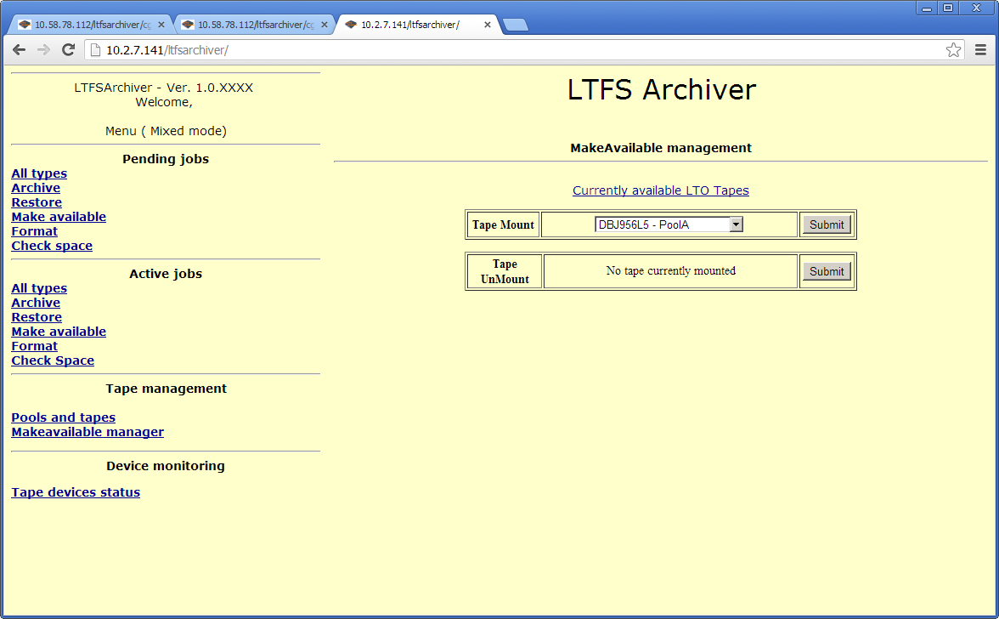 10.58.78.112/ltfsarchiver/cg
10.58.78.112/ltfsarchiver/cg
10.2.7.141/ltfsarchiver/
10.2.7.141/ltfsarchiver/
LTFSArchiver - Ver. 1.0.XXXX
Welcome,
Menu ( Mixed mode)
Pending jobs
All types
Archive
Restore
Make available
Format
Check space
Active jobs
All types
Archive
Restore
Make available
Format
Check Space
Tape management
Pools and tapes
Makeavailable manager
Device monitoring
Tape devices status
LTFS Archiver
MakeAvailable management
Currently available LTO Tapes
Tape Mount DBJ956L5 - PoolA Submit
Tape
UnMount No tape currently mounted Submit